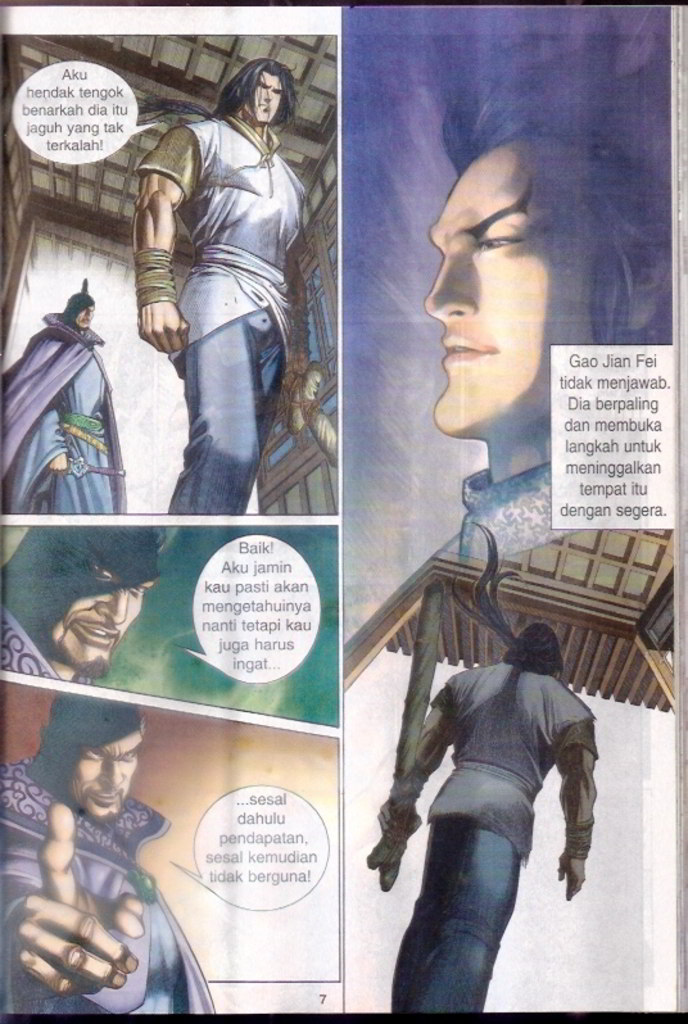 Aku
hendak tengok
benarkah dia itu
jaguh yang tak
terkalah!
Baik!
Aku jamin
kau pasti akan
mengetahuinya
nanti tetapi kau
juga harus
ingat...
...sesal
dahulu
pendapatan,
sesal kemudian
tidak berguna!
Gao Jian Fei
tidak menjawab.
Dia berpaling
dan membuka
langkah untuk
meninggalkan
tempat itu
dengan segera.
7